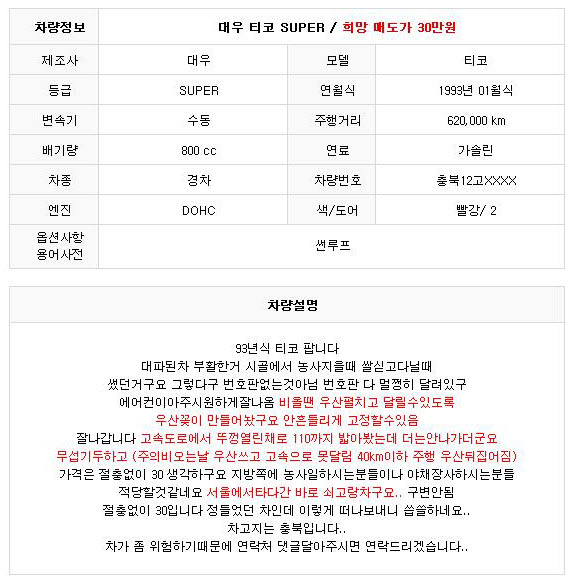 차량정보 대우 티코 SUPER / 희망 매도가 30만원
제조사 대우 모델 티코
등급 SUPER 연월식 1993년 01월식
변속기 수동 주행거리 620,000 km
배기량 800 cc 연료 가솔린
차종 경차 차량번호 충북12고XXXX
엔진 DOHC 색/도어 빨강/ 2
옵션사항
용어사전
썬루프
차량설명
93년식 티코 팝니다
대파된차 부활한거 시골에서 농사지을때 쌀싣고다닐때
썼던거구요 그렇다구 번호판없는것아님 번호판 다 멀쩡히 달려있구
에어컨이아주시원하게잘나옴 비올땐 우산펼치고 달릴수있도록
우산꽂이 만들어놨구요 안흔들리게 고정할수있음
잘나갑니다 고속도로에서 뚜껑열린채로 110까지 밟아봤는데 더는안나가더군요
무섭기두하고 (주의비오는날 우산쓰고 고속으로 못달림 40km이하 주행 우산뒤집어짐)
가격은 절충없이 30 생각하구요 지방쪽에 농사일하시는분들이나 야채장사하시는분들
적당할것같네요 서울에서타다간 바로 쇠고랑차구요.. 구변안됨
절충없이 30입니다 정들었던 차인데 이렇게 떠나보내니 씁쓸하네요..
차고지는 충북입니다..
차가 좀 위험하기때문에 연락처 댓글달아주시면 연락드리겠습니다..